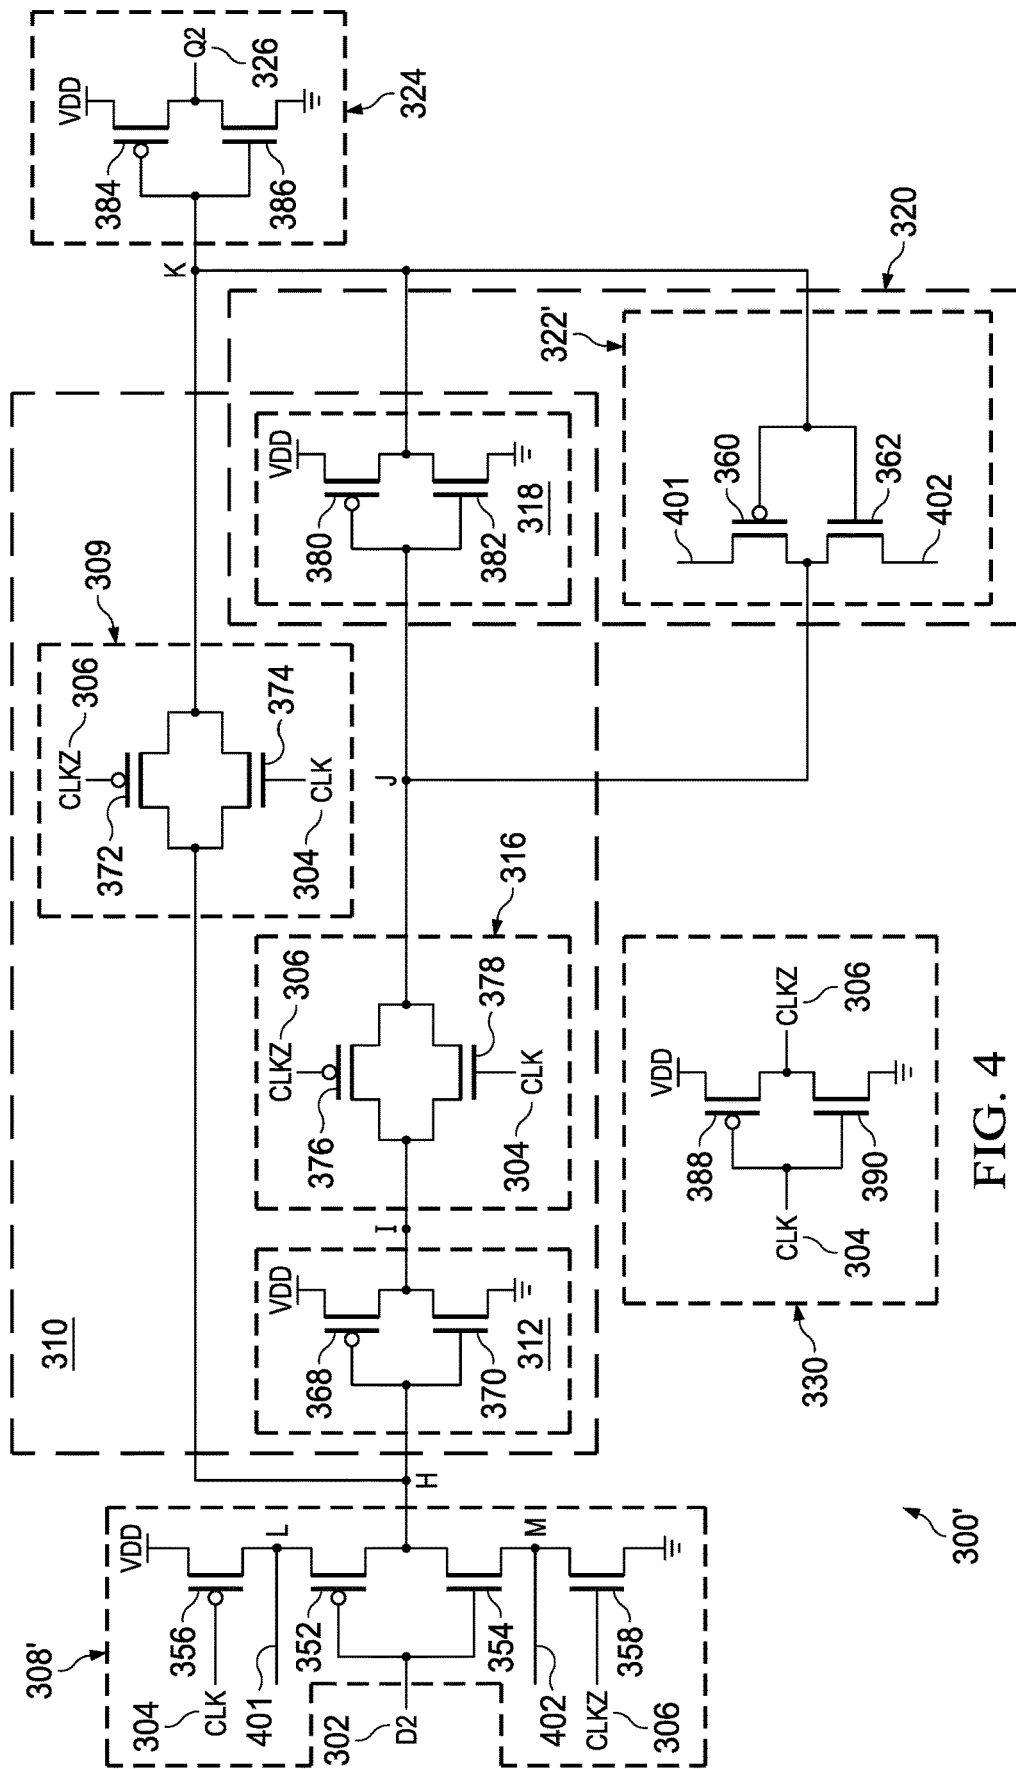 308'
VDD
356
304
CLK
L
401
352
302
D2
354
M
402
CLKZ
306
358
H
310
VDD
368
370
312
I
CLKZ
306
376
304
CLK
378
316
309
CLKZ
306
372
304
CLK
374
J
VDD
380
382
318
K
VDD
384
386
Q2
326
324
320
322'
401
360
362
402
330
VDD
388
390
CLK
304
CLKZ
306
300'
FIG. 4